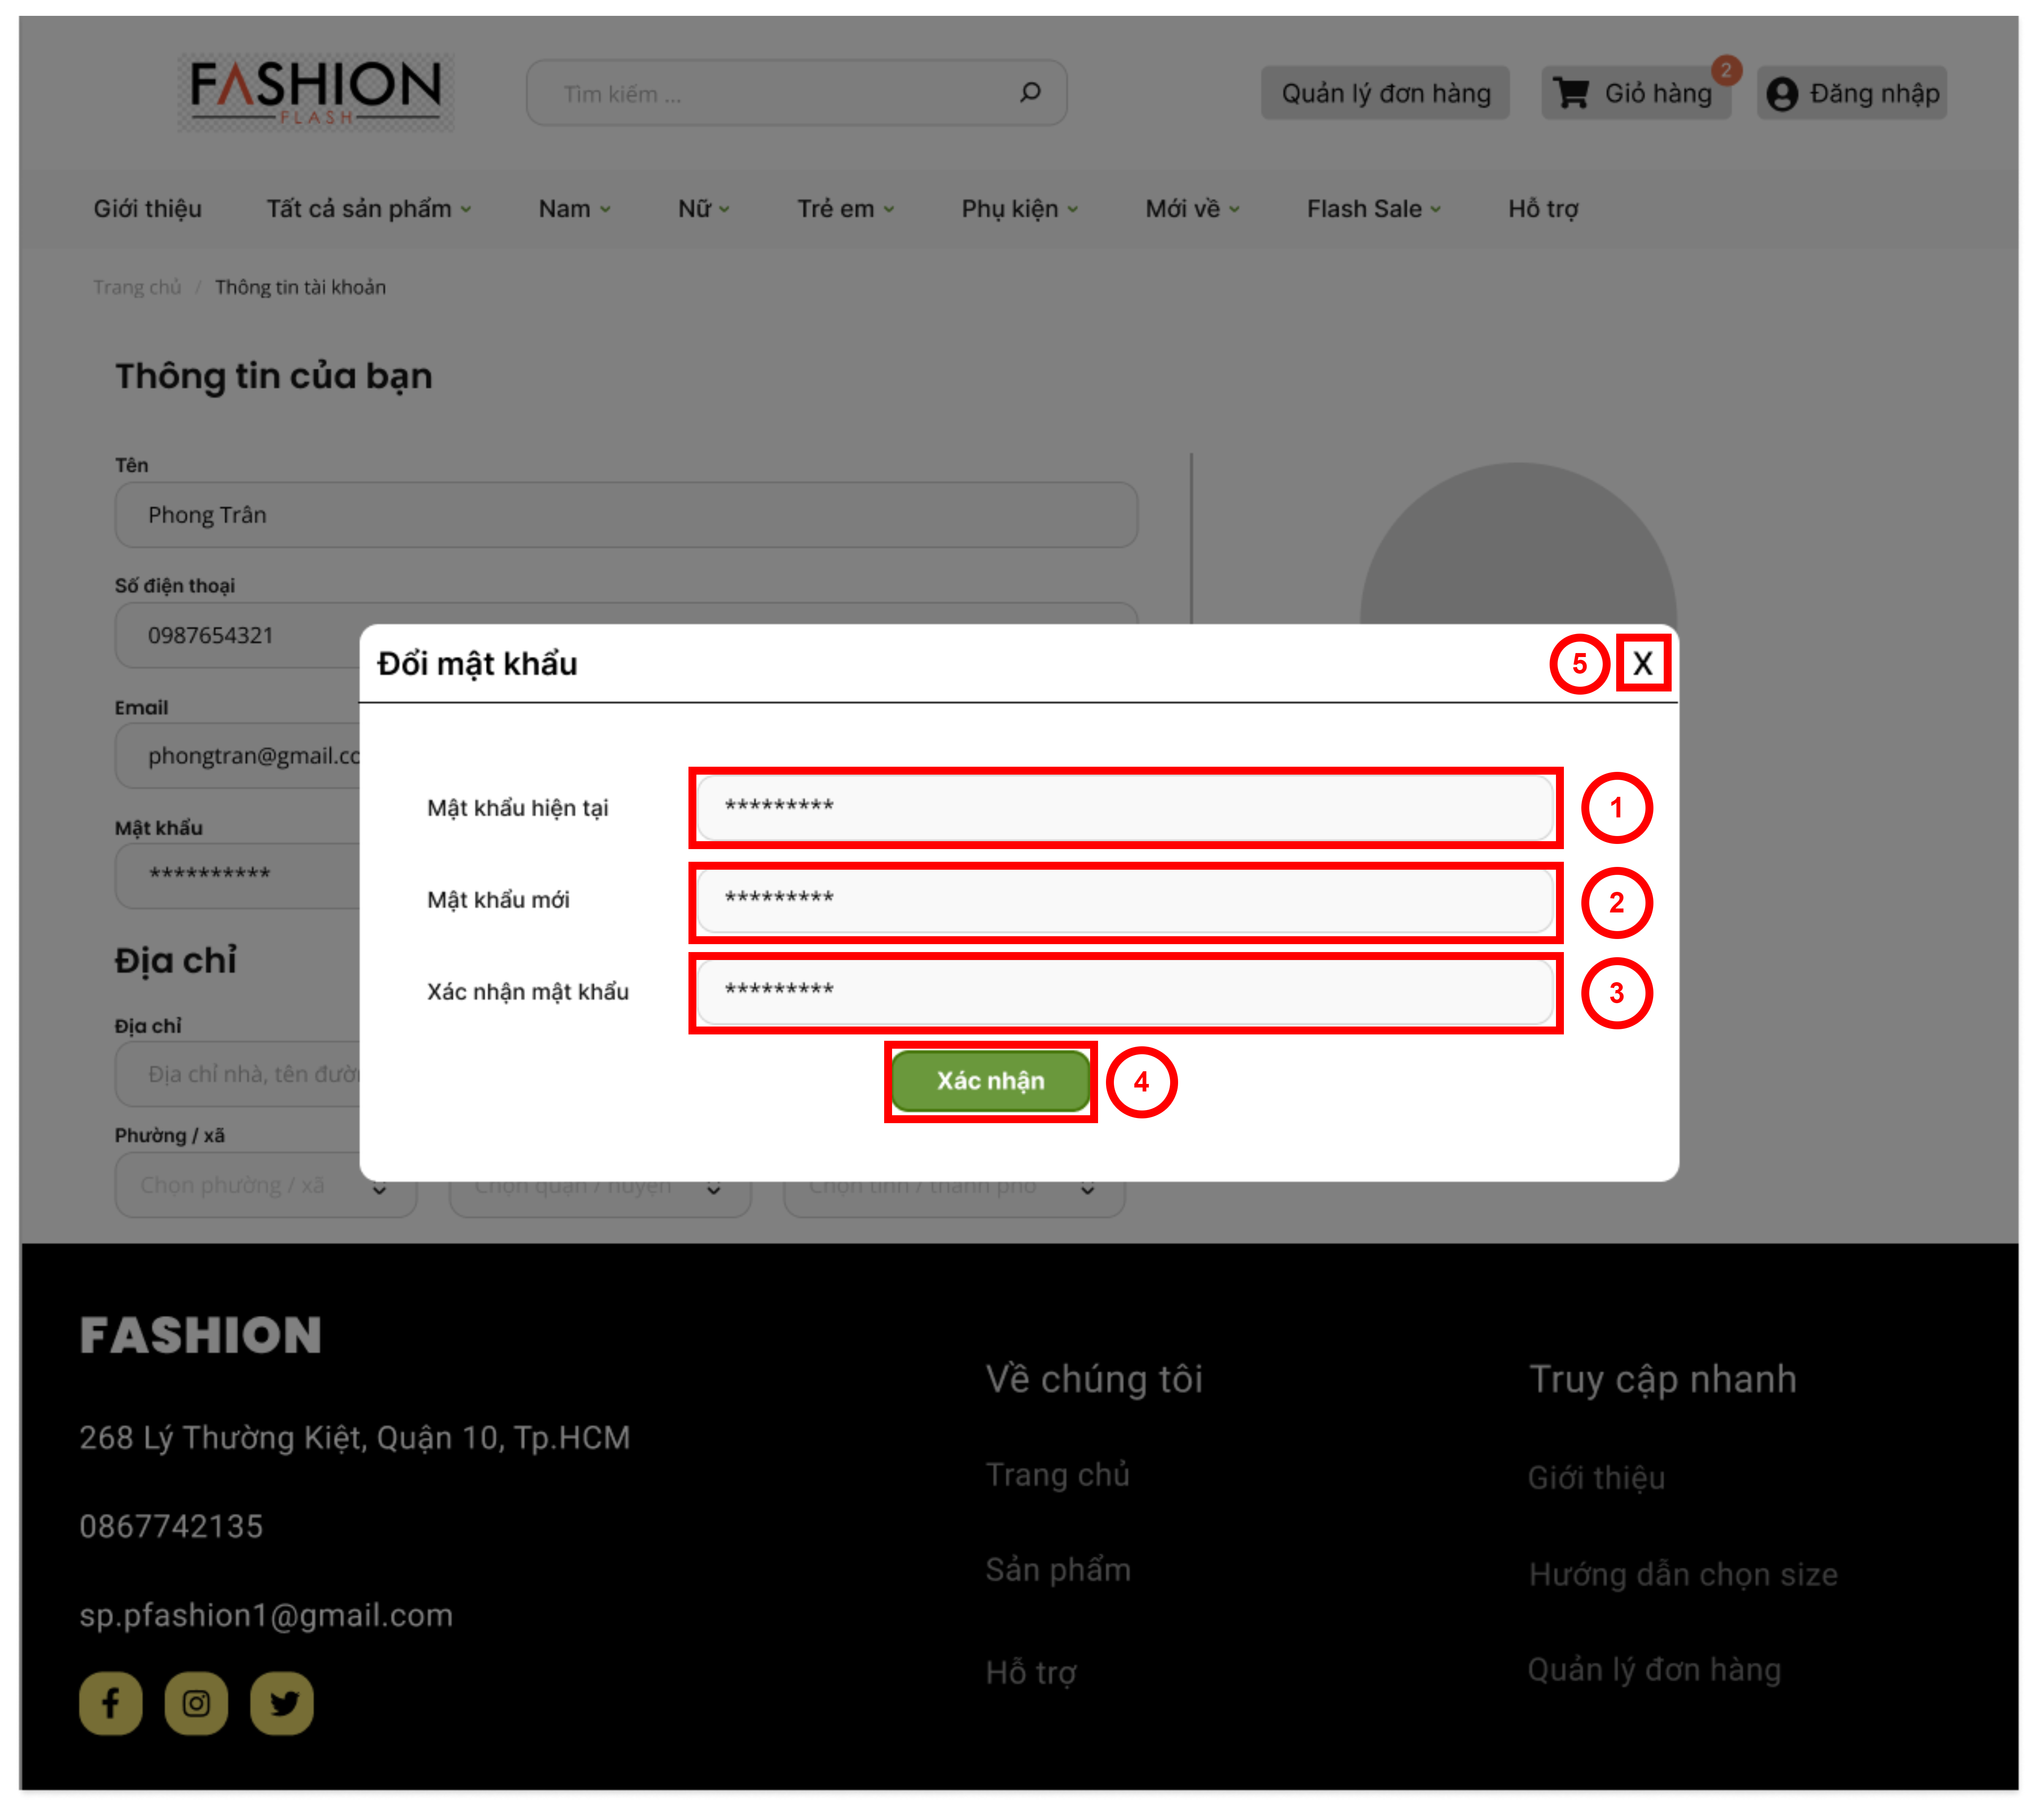 FASHION
FLASH
Tìm kiếm ...
Quản lý đơn hàng
Giỏ hàng
2
Đăng nhập
Giới thiệu
Tất cả sản phẩm
Nam
Nữ
Trẻ em
Phụ kiện
Mới về
Flash Sale
Hỗ trợ
Trang chủ / Thông tin tài khoản
Thông tin của bạn
Tên
Phong Trân
Số điện thoại
0987654321
Đổi mật khẩu
5
X
Email
phongtran@gmail.co
Mật khẩu hiện tại
*********
1
Mật khẩu
**********
Mật khẩu mới
*********
2
Địa chỉ
Xác nhận mật khẩu
*********
3
Địa chỉ
Địa chỉ nhà, tên đườn
Xác nhận
4
Phường / xã
Chọn phường / xã
Chọn quận / huyện
Chọn tỉnh / thành phố
FASHION
268 Lý Thường Kiệt, Quận 10, Tp.HCM
0867742135
sp.pfashion1@gmail.com
Về chúng tôi
Trang chủ
Sản phẩm
Hỗ trợ
Truy cập nhanh
Giới thiệu
Hướng dẫn chọn size
Quản lý đơn hàng